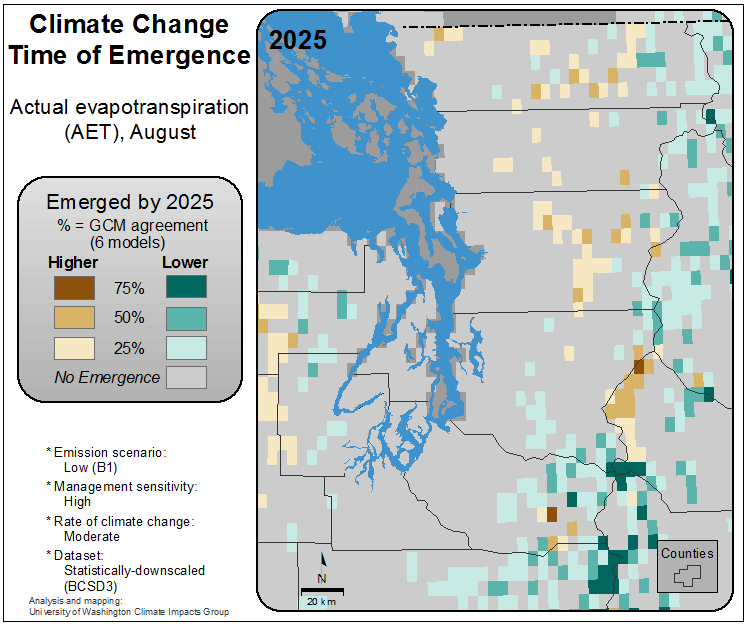 Climate Change
Time of Emergence
Actual evapotranspiration
(AET), August
2025
Emerged by 2025
% = GCM agreement
(6 models)
Higher Lower
75%
50%
25%
No Emergence
* Emission scenario:
Low (B1)
* Management sensitivity:
High
* Rate of climate change:
Moderate
* Dataset:
Statistically-downscaled
(BCSD3)
Analysis and mapping:
University of Washington Climate Impacts Group
N
20 km
Counties